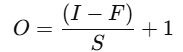 O = \frac{(I - F)}{S} + 1